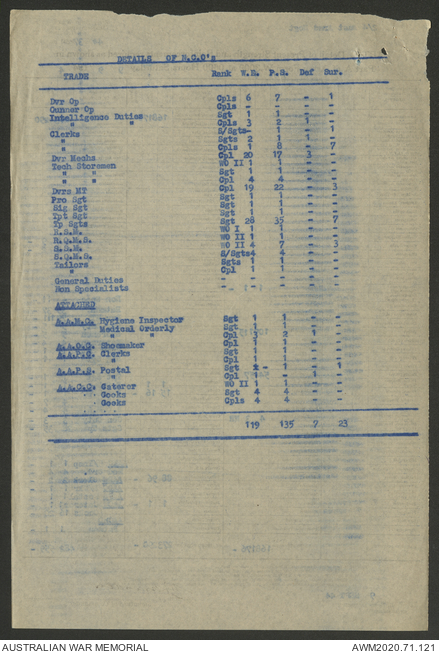 DETAILS OF N.C.O's
TRADE Rank W.E. P.S. Def Sur.
Dvr Op Cpls 6 7 - 1
Gunner Op Cpls - - - -
Intelligence Duties Sgt 1 1 - -
" " Cpls 3 2 1 -
Clerks S/Sgts- 1 - 1
" Sgts 2 1 1 -
" Cpls 1 8 - 7
Dvr Mechs Cpl 20 17 3 -
Tech Storemen WO II 1 1 - -
" " Sgt 1 1 - -
" " Cpl 4 4 - -
Dvrs MT Cpl 19 22 - 3
Pro Sgt Sgt 1 1 - -
Sig Sgt Sgt 1 1 - -
Tpt Sgt Sgt 1 1 - -
Tp Sgts Sgt 28 35 - 7
R.S.M. WO I 1 1 - -
R.Q.M.S. WO II 1 1 - -
S.S.M. WO II 4 7 - 3
S.Q.M.S. S/Sgts4 4 - -
Tailors Sgts 1 1 - -
" Cpl 1 1 - -
General Duties - - - -
Non Specialists - - - -
ATTACHED
A.A.M.C. Hygiene Inspector Sgt 1 1 - -
Medical Orderly Sgt 1 1 - -
" Cpl 3 2 1 -
A.A.O.C. Shoemaker Cpl 1 1 - -
A.A.P.C. Clerks Sgt 1 1 - -
" Cpl 1 1 - -
A.A.P.S. Postal Sgt - 1
" Cpl 1 - 1 -
A.A.C.C. Caterer WO II 1 1 - -
. . Cooks Sgt 4 4 - -
. . Cooks Cpls 4 4 - -
119 135 7 23
AUSTRALIAN WAR MEMORIAL
AWM2020.71.121